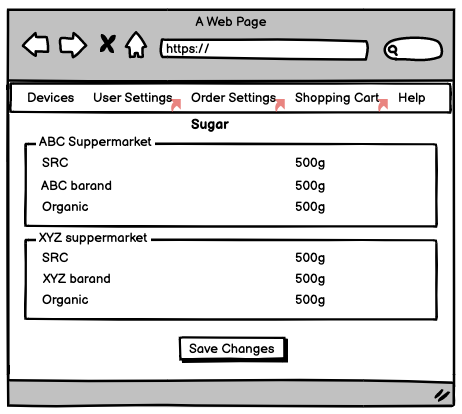 A Web Page
https://
Devices User Settings Order Settings Shopping Cart Help
Sugar
ABC Suppermarket
SRC 500g
ABC barand 500g
Organic 500g
XYZ suppermarket
SRC 500g
XYZ barand 500g
Organic 500g
Save Changes